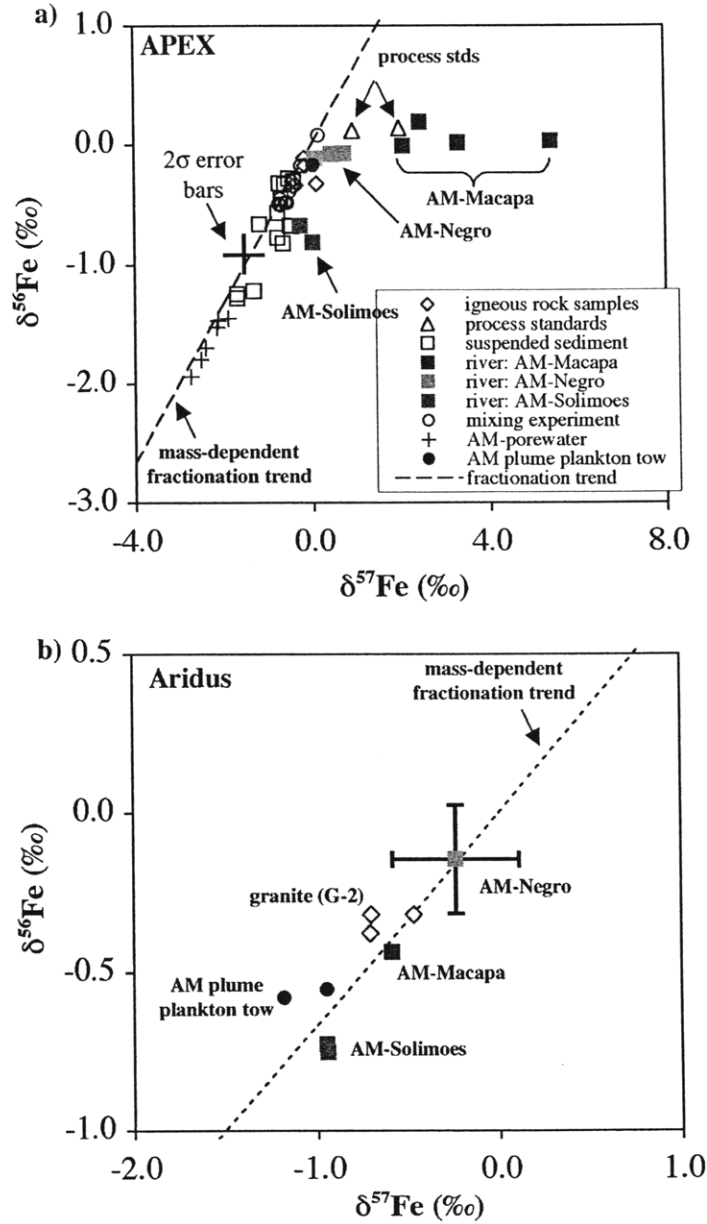 a)
APEX
1.0
0.0
-1.0
-2.0
-3.0
δ⁵⁶Fe (‰)
process stds
2σ error
bars
AM-Macapa
AM-Negro
AM-Solimoes
mass-dependent
fractionation trend
igneous rock samples
process standards
suspended sediment
river: AM-Macapa
river: AM-Negro
river: AM-Solimoes
mixing experiment
AM-porewater
AM plume plankton tow
fractionation trend
-4.0 0.0 4.0 8.0
δ⁵⁷Fe (‰)
b)
Aridus
0.5
0.0
-0.5
-1.0
δ⁵⁶Fe (‰)
mass-dependent
fractionation trend
granite (G-2)
AM-Negro
AM-Macapa
AM plume
plankton tow
AM-Solimoes
-2.0 -1.0 0.0 1.0
δ⁵⁷Fe (‰)